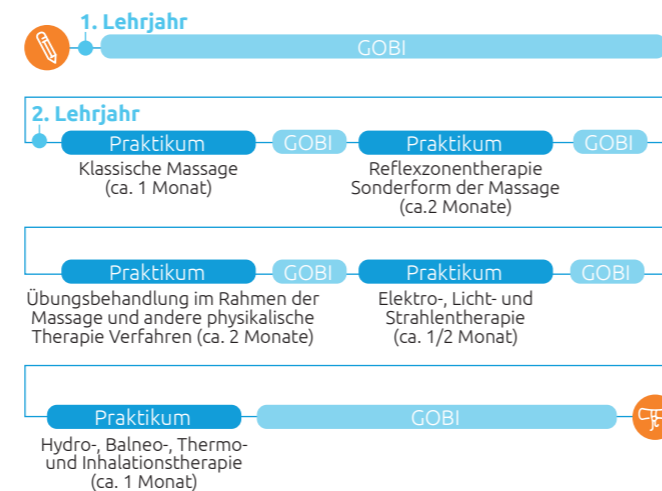 1. Lehrjahr
GOBI
2. Lehrjahr
Praktikum
GOBI
Praktikum
GOBI
Klassische Massage
(ca. 1 Monat)
Reflexzonentherapie
Sonderform der Massage
(ca.2 Monate)
Praktikum
GOBI
Praktikum
GOBI
Übungsbehandlung im Rahmen der
Massage und andere physikalische
Therapie Verfahren (ca. 2 Monate)
Elektro-, Licht- und
Strahlentherapie
(ca. 1/2 Monat)
Praktikum
GOBI
Hydro-, Balneo-, Thermo-
und Inhalationstherapie
(ca. 1 Monat)